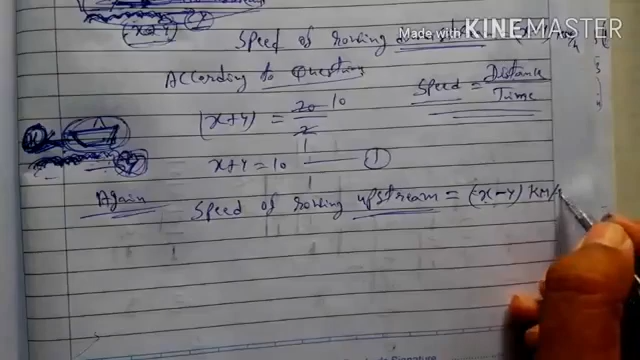 (x+y)
Made with KINEMASTER
Speed of rowing
According to Question
Speed = Distance / Time
(x+y) = 20/2 10
x+y = 10 ——— ①
Again Speed of rowing upstream = (x-y) KM/